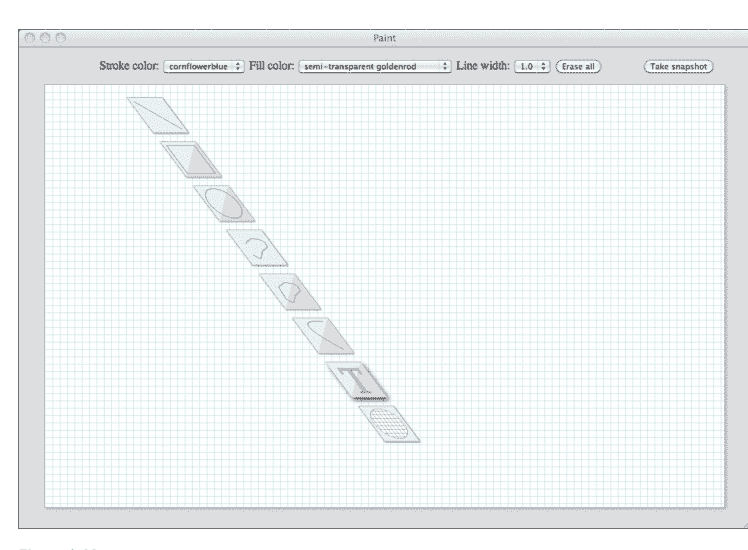 Paint
Stroke color: cornflowerblue Fill color: semi-transparent goldenrod Line width: 1.0 Erase all Take snapshot
T